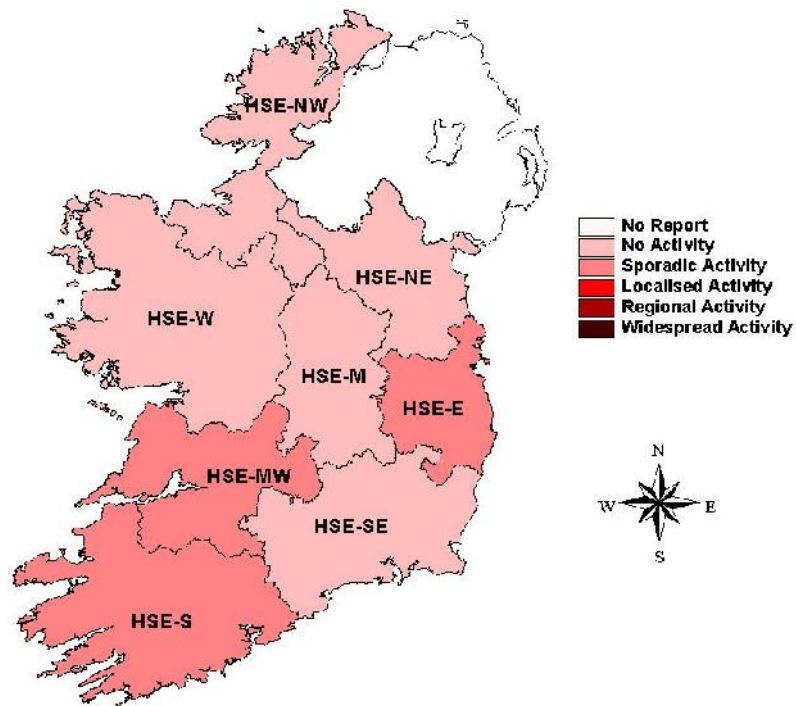 HSE-NW
No Report
No Activity
Sporadic Activity
Localised Activity
Regional Activity
Widespread Activity
HSE-NE
HSE-W
HSE-M
HSE-E
HSE-MW
HSE-SE
HSE-S
N
W E
S